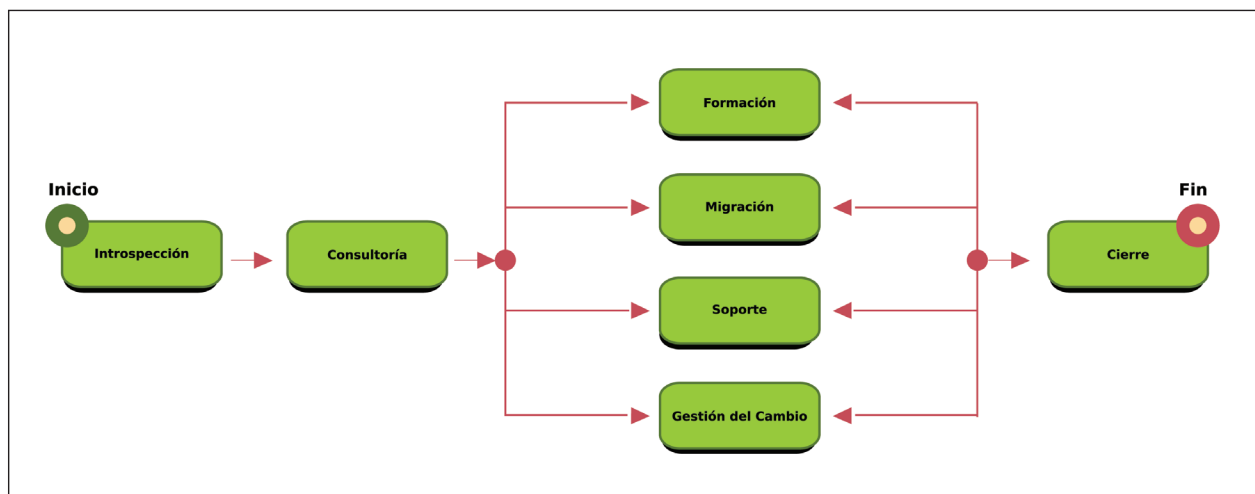 Inicio
Introspección
Consultoría
Formación
Migración
Soporte
Gestión del Cambio
Fin
Cierre